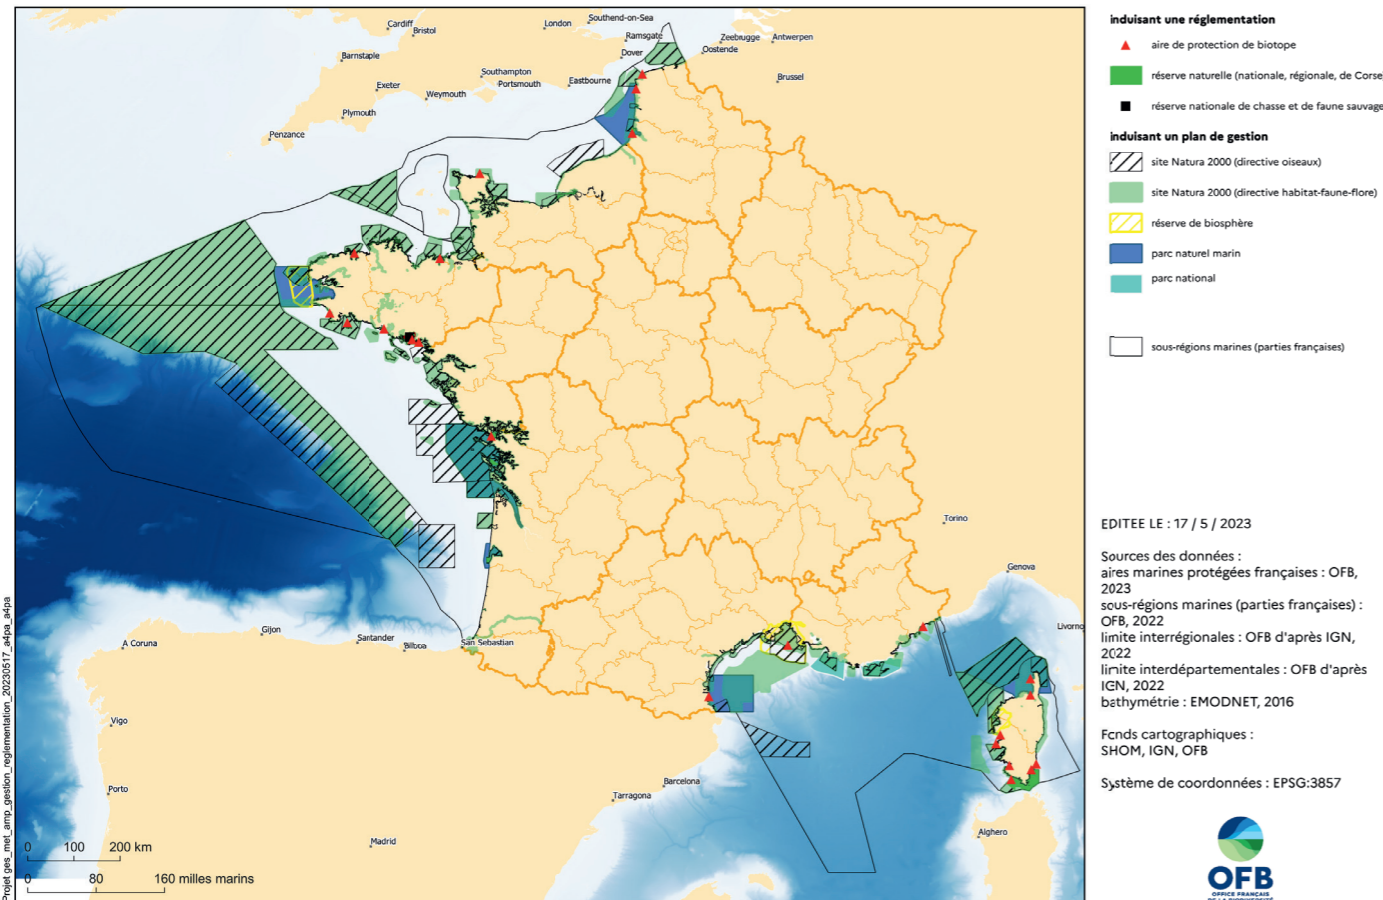 Cardiff
Bristol
London
Southend-on-Sea
Ramsgate
Zeebrugge
Antwerpen
Oostende
Dover
Barnstaple
Southampton
Portsmouth
Eastbourne
Brussel
Exeter
Weymouth
Plymouth
Penzance
Torino
Genova
Livorno
A Coruna
Gijon
Santander
Bilboa
San Sebastian
Vigo
Porto
Barcelona
Tarragona
Madrid
Alghero
0 100 200 km
0 80 160 milles marins
Projet ges_met_amp_gestion_reglementation_20230517_a4pa_a4pa
induisant une réglementation
aire de protection de biotope
réserve naturelle (nationale, régionale, de Corse
réserve nationale de chasse et de faune sauvage
induisant un plan de gestion
site Natura 2000 (directive oiseaux)
site Natura 2000 (directive habitat-faune-flore)
réserve de biosphère
parc naturel marin
parc national
sous-régions marines (parties françaises)
EDITEE LE : 17 / 5 / 2023
Sources des données :
aires marines protégées françaises : OFB,
2023
sous-régions marines (parties françaises) :
OFB, 2022
limite interrégionales : OFB d'après IGN,
2022
limite interdépartementales : OFB d'après
IGN, 2022
bathymétrie : EMODNET, 2016
Fonds cartographiques :
SHOM, IGN, OFB
Système de coordonnées : EPSG:3857
OFB
OFFICE FRANÇAIS
DE LA BIODIVERSITÉ